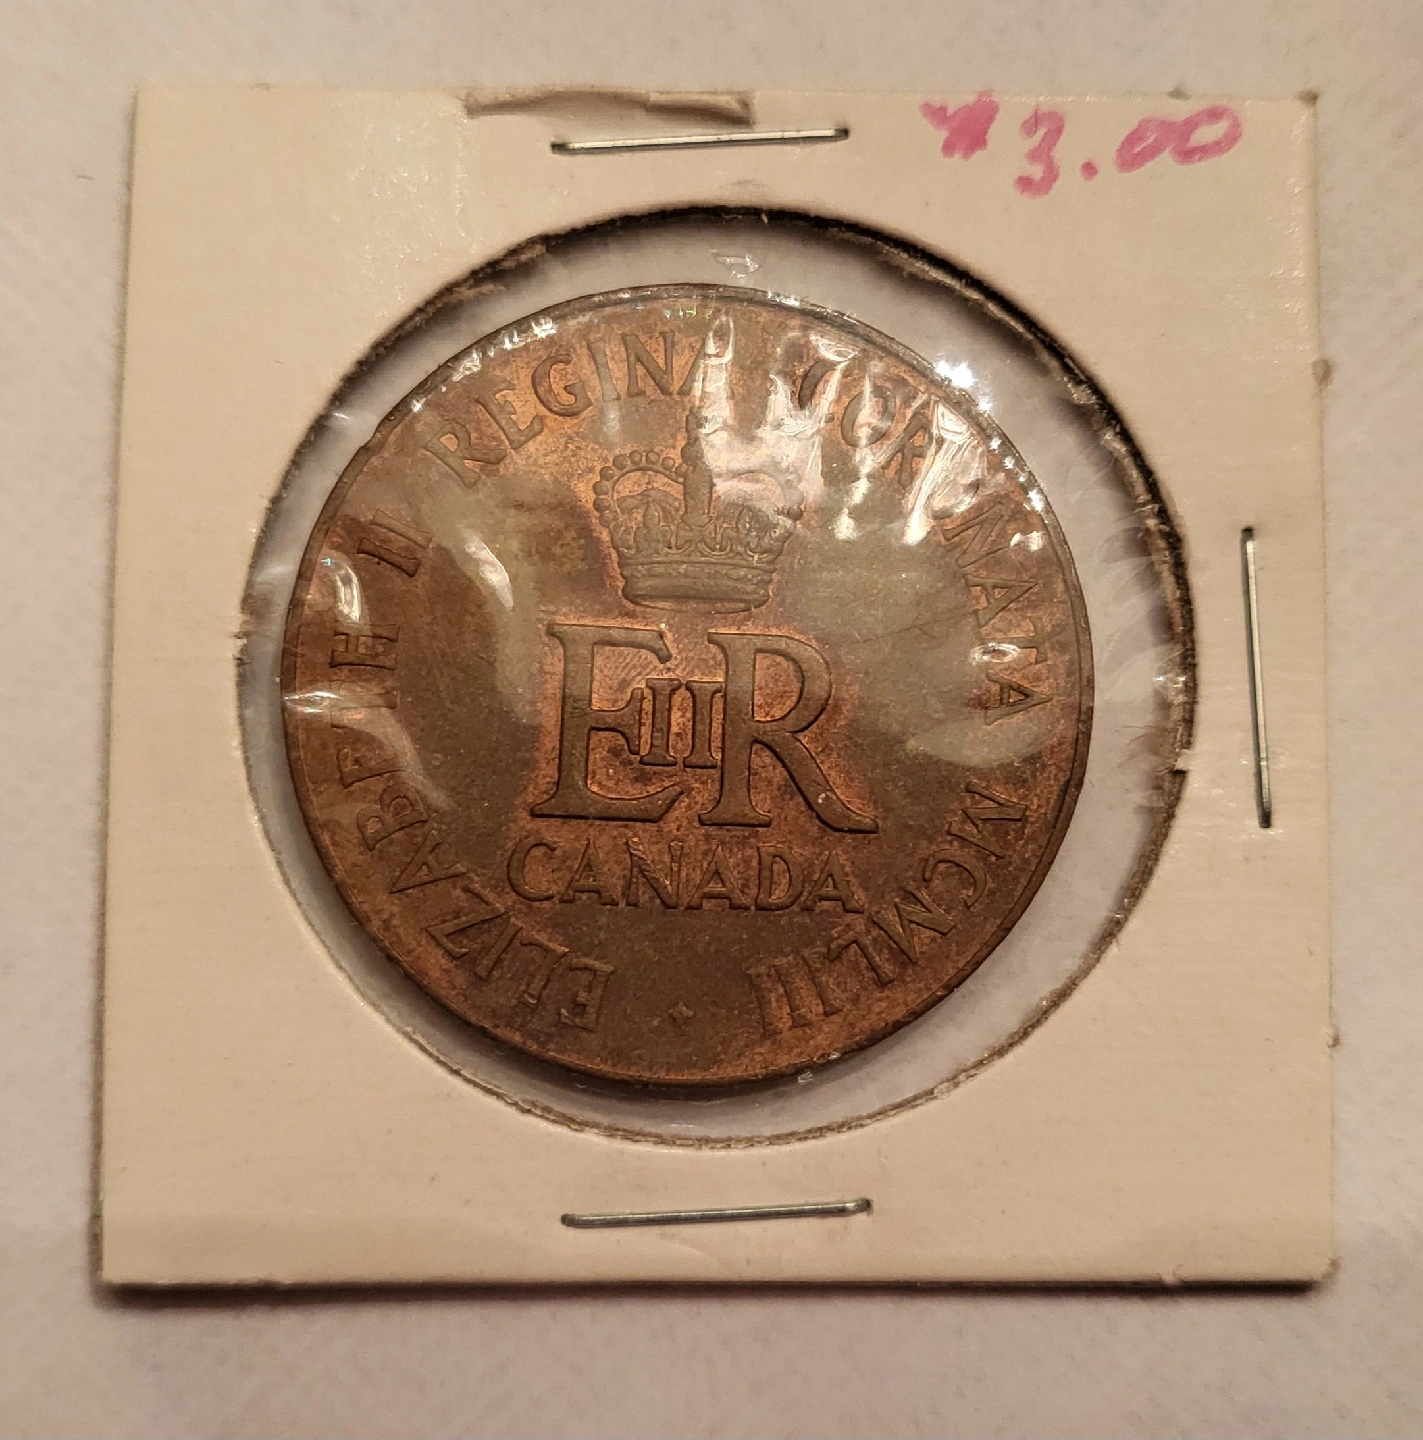 $3.00
ELIZABETH II REGINA CORONATA MCMLIII
EIIR
CANADA